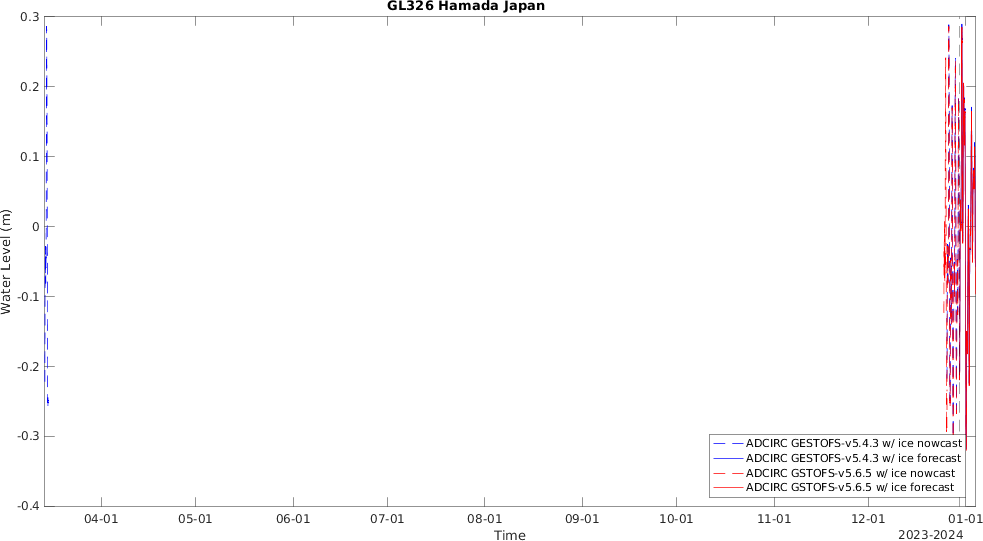 GL326 Hamada Japan
0.3
0.2
0.1
0
-0.1
-0.2
-0.3
-0.4
Water Level (m)
ADCIRC GESTOFS-v5.4.3 w/ ice nowcast
ADCIRC GESTOFS-v5.4.3 w/ ice forecast
ADCIRC GSTOFS-v5.6.5 w/ ice nowcast
ADCIRC GSTOFS-v5.6.5 w/ ice forecast
04-01 05-01 06-01 07-01 08-01 09-01 10-01 11-01 12-01 01-01
Time
2023-2024